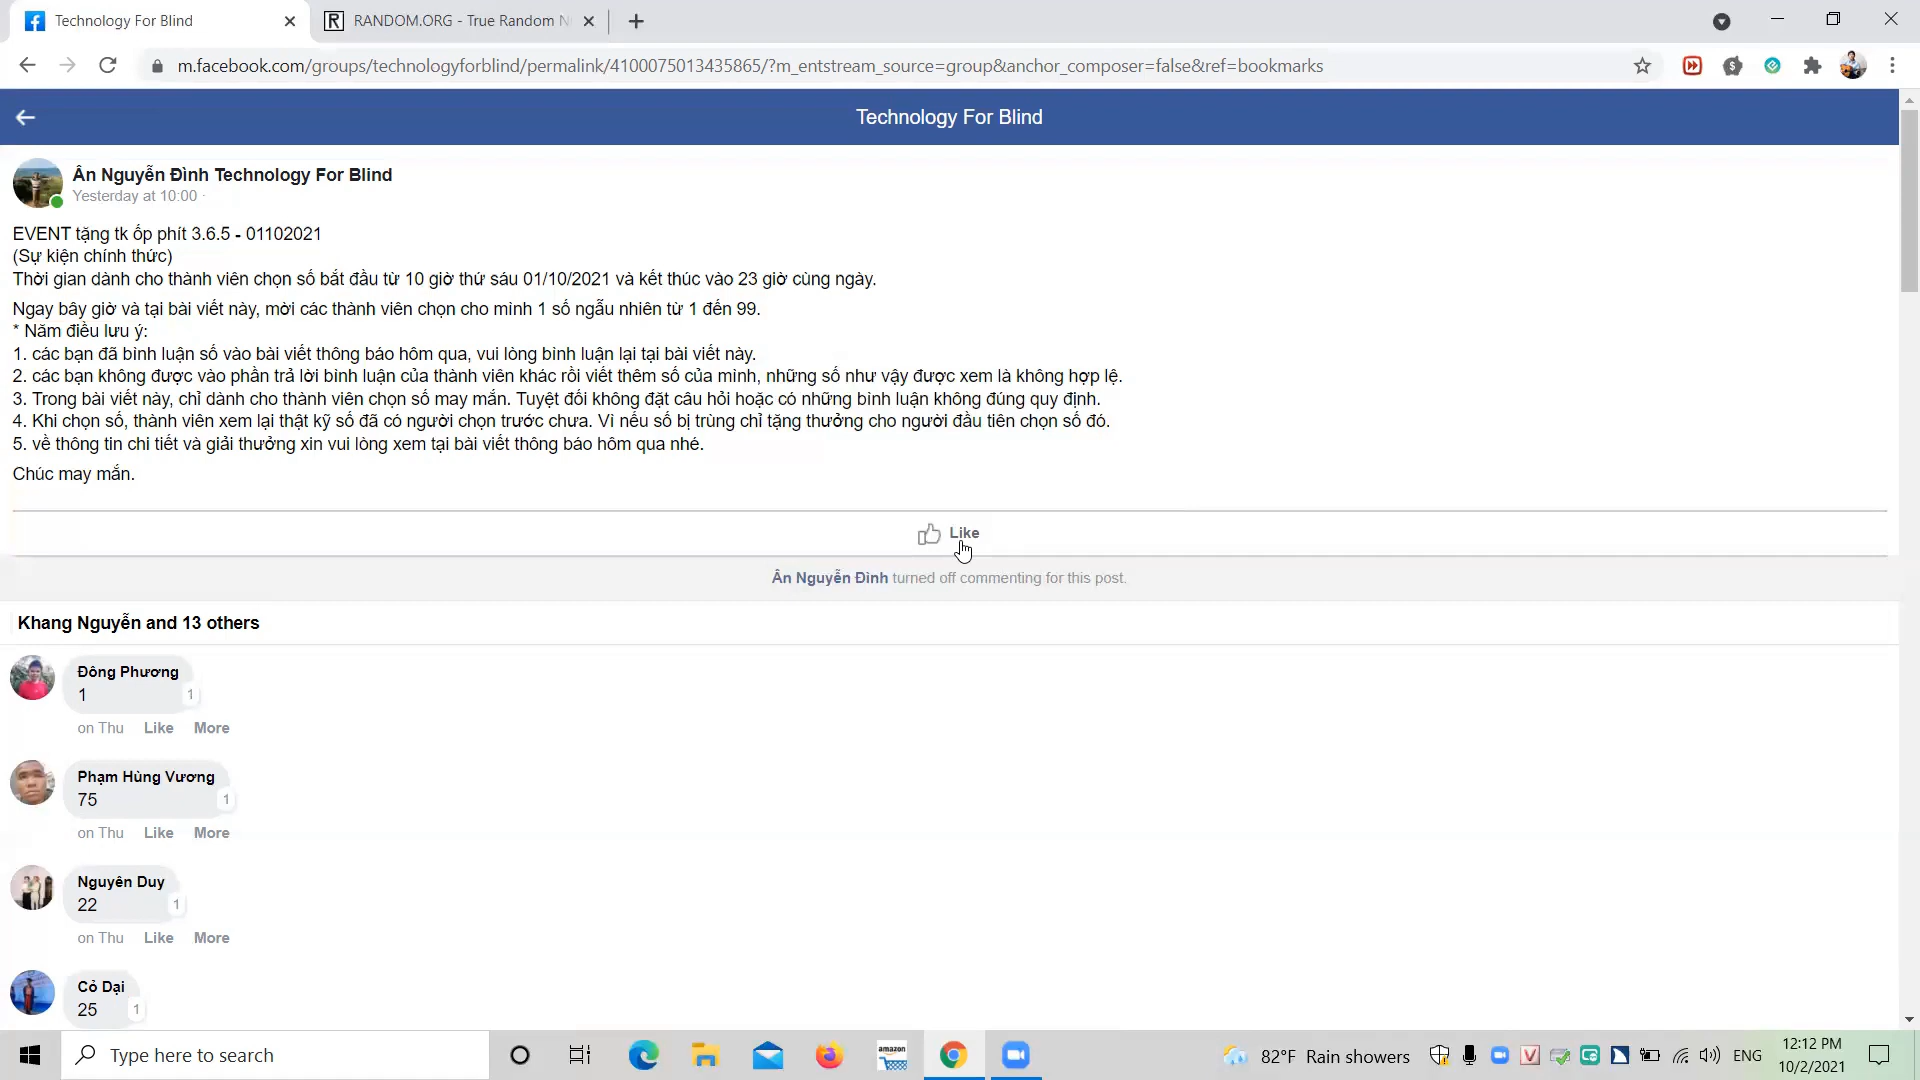 Technology For Blind
RANDOM.ORG - True Random N
m.facebook.com/groups/technologyforblind/permalink/4100075013435865/?m_entstream_source=group&anchor_composer=false&ref=bookmarks
Technology For Blind
Ân Nguyễn Đình Technology For Blind
Yesterday at 10:00 ·
EVENT tặng tk ốp phít 3.6.5 - 01102021
(Sự kiện chính thức)
Thời gian dành cho thành viên chọn số bắt đầu từ 10 giờ thứ sáu 01/10/2021 và kết thúc vào 23 giờ cùng ngày.
Ngay bây giờ và tại bài viết này, mời các thành viên chọn cho mình 1 số ngẫu nhiên từ 1 đến 99.
* Năm điều lưu ý:
1. các bạn đã bình luận số vào bài viết thông báo hôm qua, vui lòng bình luận lại tại bài viết này.
2. các bạn không được vào phần trả lời bình luận của thành viên khác rồi viết thêm số của mình, những số như vậy được xem là không hợp lệ.
3. Trong bài viết này, chỉ dành cho thành viên chọn số may mắn. Tuyệt đối không đặt câu hỏi hoặc có những bình luận không đúng quy định.
4. Khi chọn số, thành viên xem lại thật kỹ số đã có người chọn trước chưa. Vì nếu số bị trùng chỉ tặng thưởng cho người đầu tiên chọn số đó.
5. về thông tin chi tiết và giải thưởng xin vui lòng xem tại bài viết thông báo hôm qua nhé.
Chúc may mắn.
Like
Ân Nguyễn Đình turned off commenting for this post.
Khang Nguyễn and 13 others
Đông Phương
1
1
on Thu Like More
Phạm Hùng Vương
75
1
on Thu Like More
Nguyên Duy
22
1
on Thu Like More
Cỏ Dại
25
1
Type here to search
amazon
82°F Rain showers
ENG
12:12 PM
10/2/2021